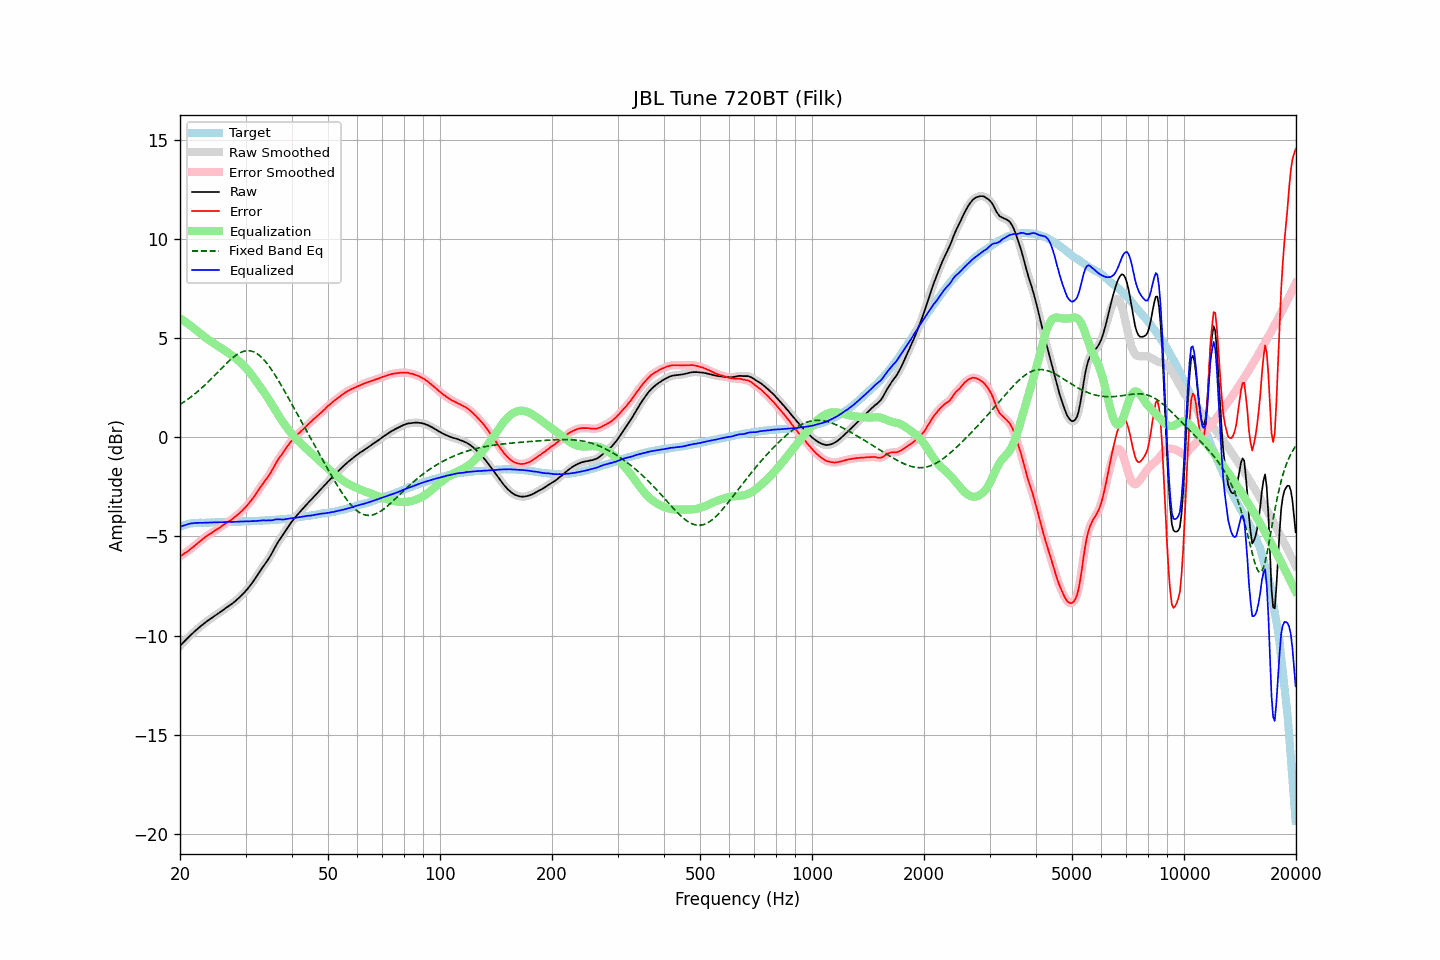 JBL Tune 720BT (Filk)
Target
Raw Smoothed
Error Smoothed
Raw
Error
Equalization
Fixed Band Eq
Equalized
15
10
5
0
−5
−10
−15
−20
Amplitude (dBr)
20
50
100
200
500
1000
2000
5000
10000
20000
Frequency (Hz)